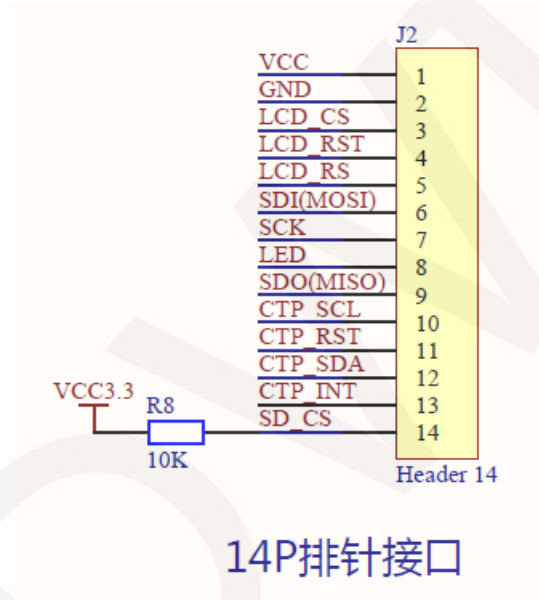 J2
VCC 1
GND 2
LCD_CS 3
LCD_RST 4
LCD_RS 5
SDI(MOSI) 6
SCK 7
LED 8
SDO(MISO) 9
CTP_SCL 10
CTP_RST 11
CTP_SDA 12
CTP_INT 13
VCC3.3 R8 SD_CS 14
10K
Header 14
14P排针接口